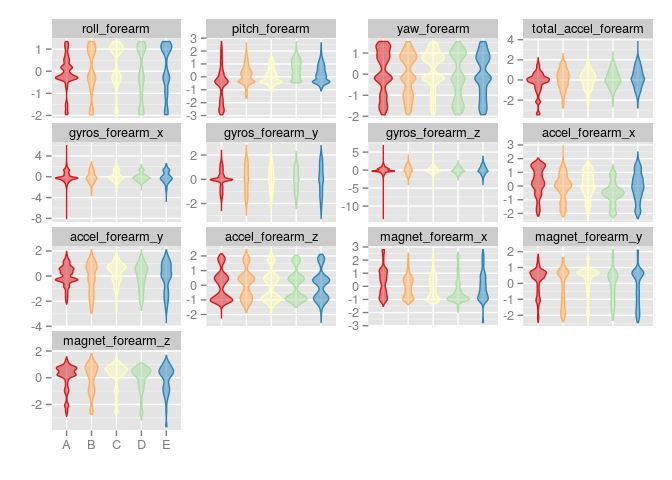 roll_forearm pitch_forearm yaw_forearm total_accel_forearm
1 0 -1 -2
3 2 1 0 -1 -2 -3
1 0 -1 -2
4 2 0 -2
gyros_forearm_x gyros_forearm_y gyros_forearm_z accel_forearm_x
4 0 -4 -8
2 0 -2
5 0 -5 -10
3 2 1 0 -1 -2
accel_forearm_y accel_forearm_z magnet_forearm_x magnet_forearm_y
2 0 -2 -4
2 1 0 -1 -2
3 2 1 0 -1 -2 -3
2 1 0 -1 -2
magnet_forearm_z
2 0 -2
A B C D E